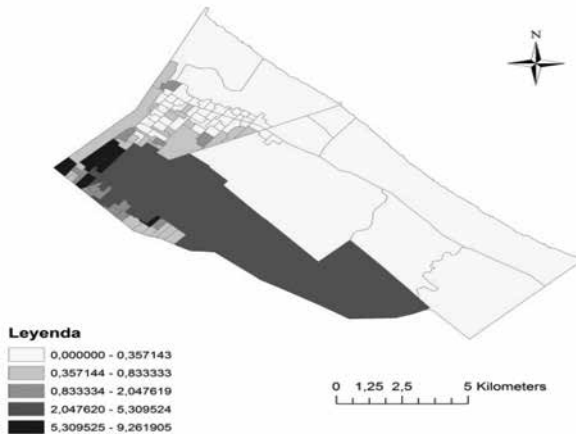 N
Leyenda
0,000000 - 0,357143
0,357144 - 0,833333
0,833334 - 2,047619
2,047620 - 5,309524
5,309525 - 9,261905
0 1,25 2,5 5 Kilometers